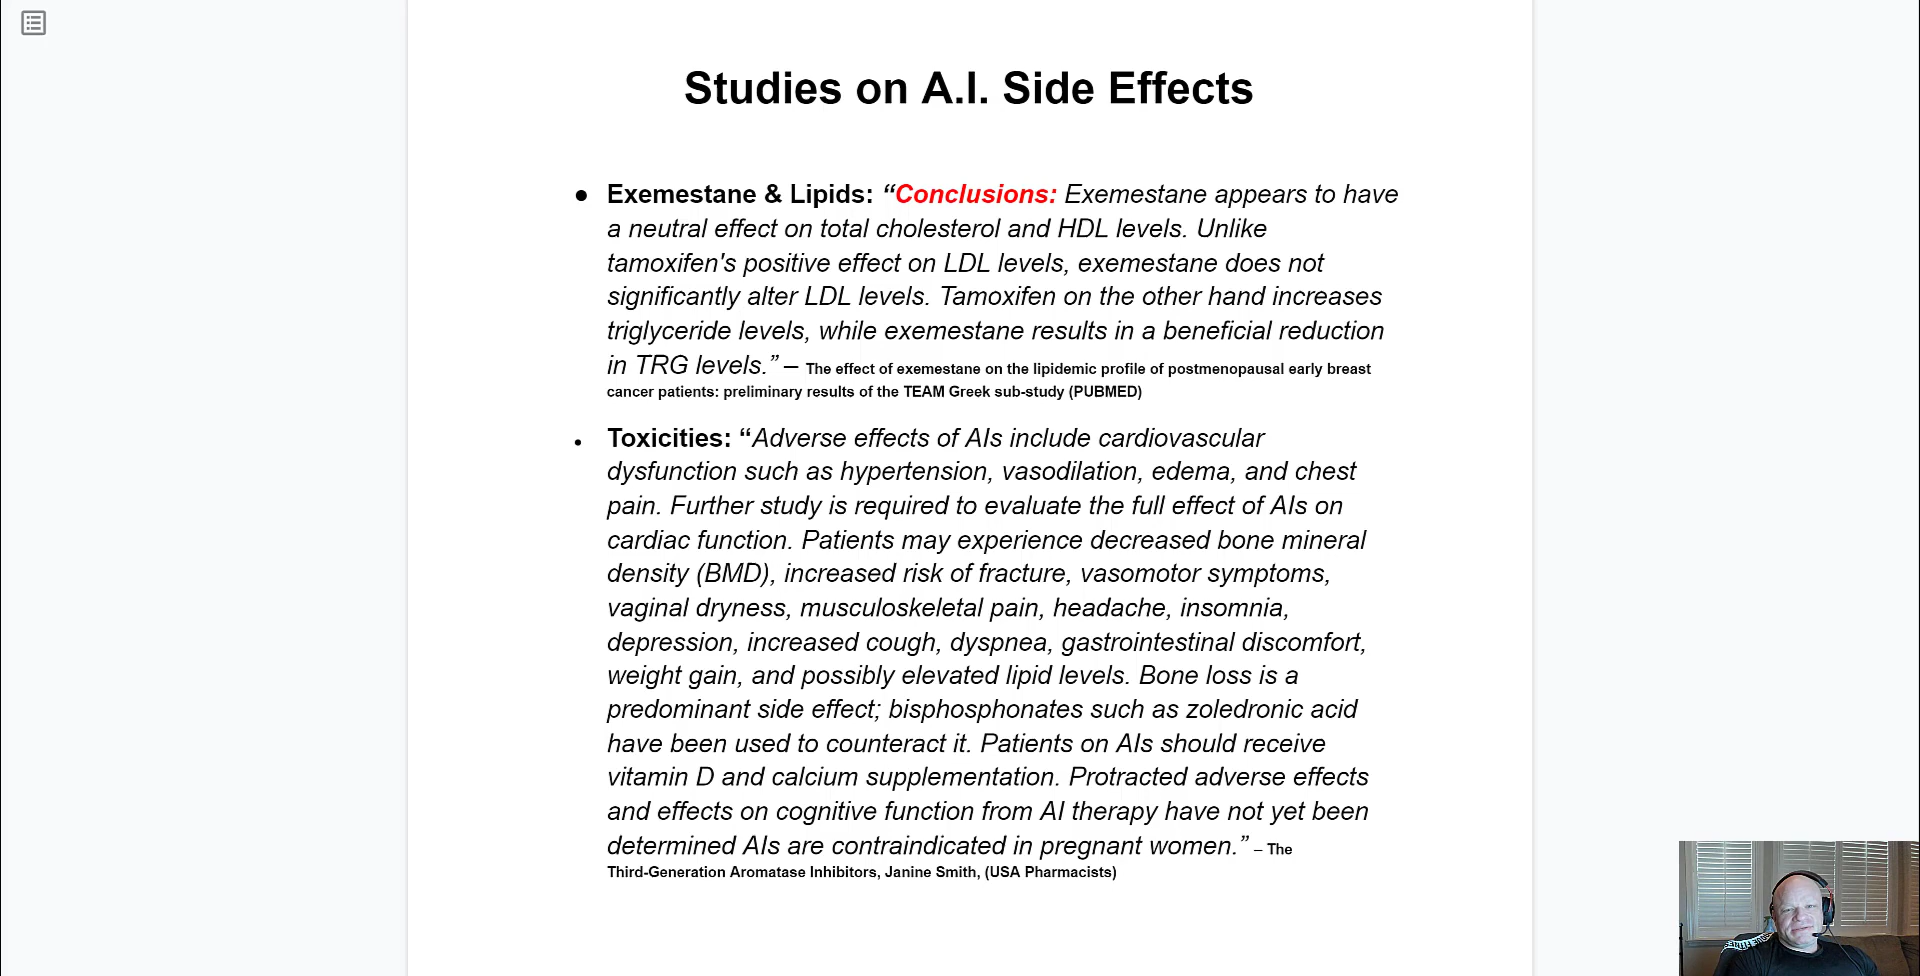 Studies on A.I. Side Effects
● Exemestane & Lipids: “Conclusions: Exemestane appears to have
a neutral effect on total cholesterol and HDL levels. Unlike
tamoxifen's positive effect on LDL levels, exemestane does not
significantly alter LDL levels. Tamoxifen on the other hand increases
triglyceride levels, while exemestane results in a beneficial reduction
in TRG levels.” – The effect of exemestane on the lipidemic profile of postmenopausal early breast
cancer patients: preliminary results of the TEAM Greek sub-study (PUBMED)
● Toxicities: “Adverse effects of AIs include cardiovascular
dysfunction such as hypertension, vasodilation, edema, and chest
pain. Further study is required to evaluate the full effect of AIs on
cardiac function. Patients may experience decreased bone mineral
density (BMD), increased risk of fracture, vasomotor symptoms,
vaginal dryness, musculoskeletal pain, headache, insomnia,
depression, increased cough, dyspnea, gastrointestinal discomfort,
weight gain, and possibly elevated lipid levels. Bone loss is a
predominant side effect; bisphosphonates such as zoledronic acid
have been used to counteract it. Patients on AIs should receive
vitamin D and calcium supplementation. Protracted adverse effects
and effects on cognitive function from AI therapy have not yet been
determined AIs are contraindicated in pregnant women.” – The
Third-Generation Aromatase Inhibitors, Janine Smith, (USA Pharmacists)